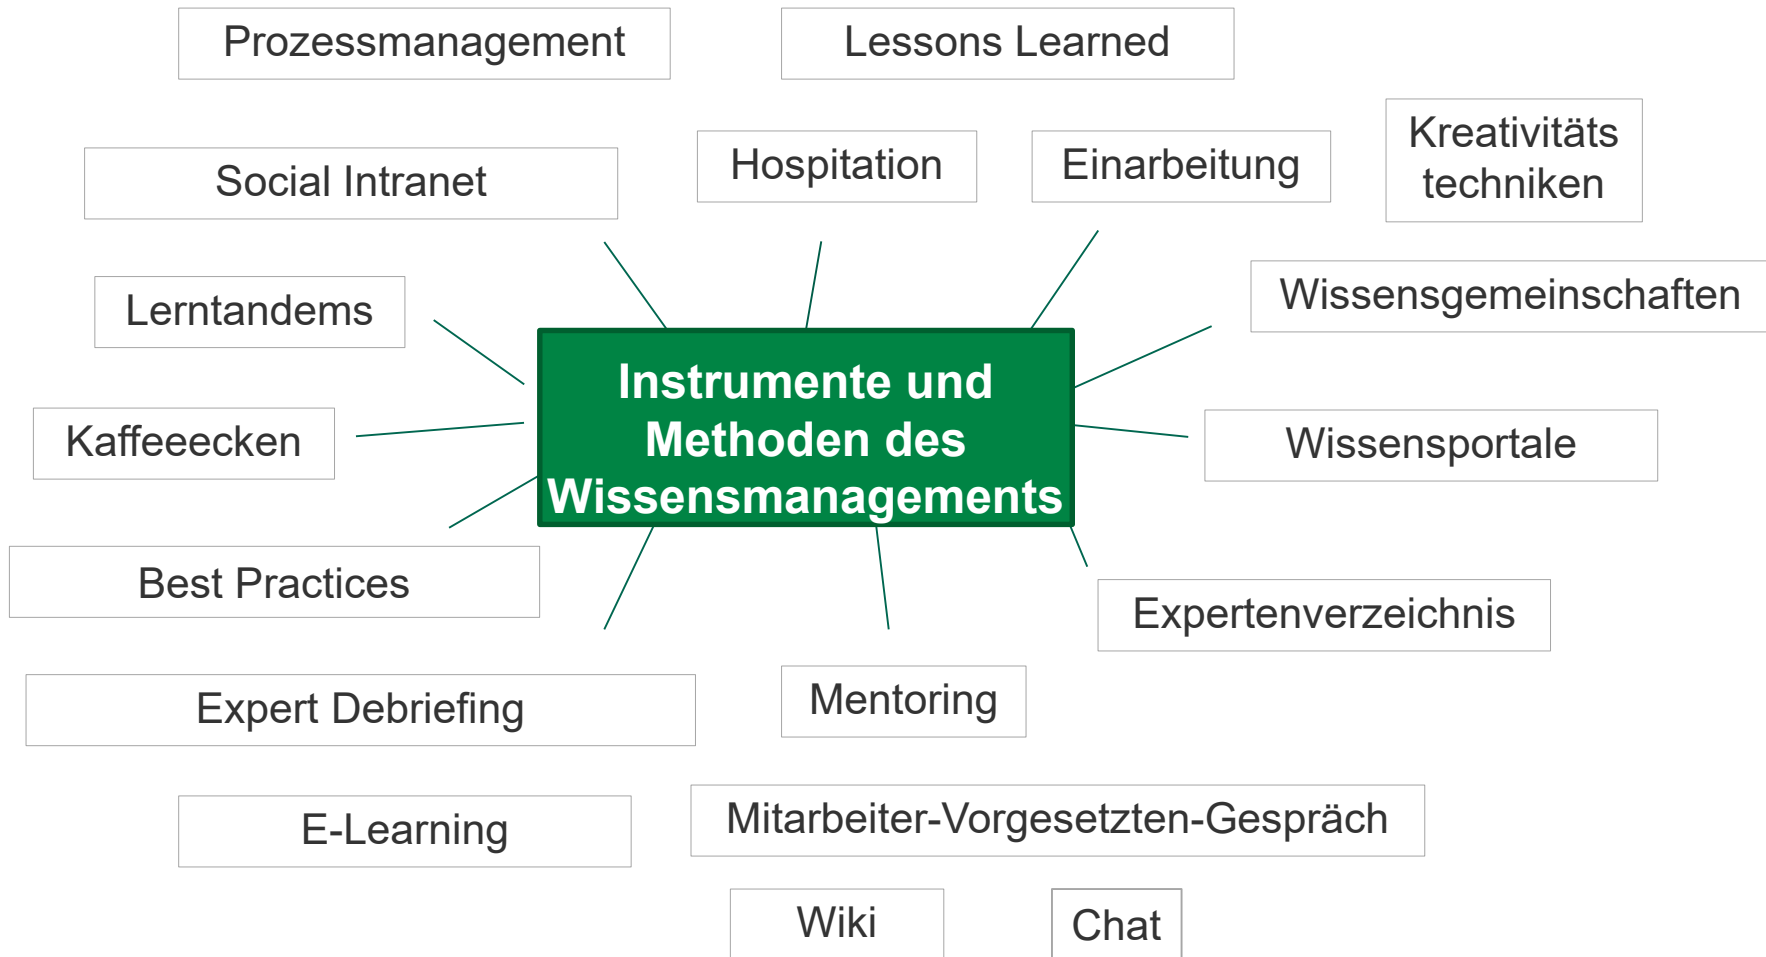 Prozessmanagement
Lessons Learned
Kreativitäts
techniken
Hospitation
Einarbeitung
Social Intranet
Wissensgemeinschaften
Lerntandems
Instrumente und
Methoden des
Wissensmanagements
Kaffeeecken
Wissensportale
Best Practices
Expertenverzeichnis
Expert Debriefing
Mentoring
E-Learning
Mitarbeiter-Vorgesetzten-Gespräch
Wiki
Chat